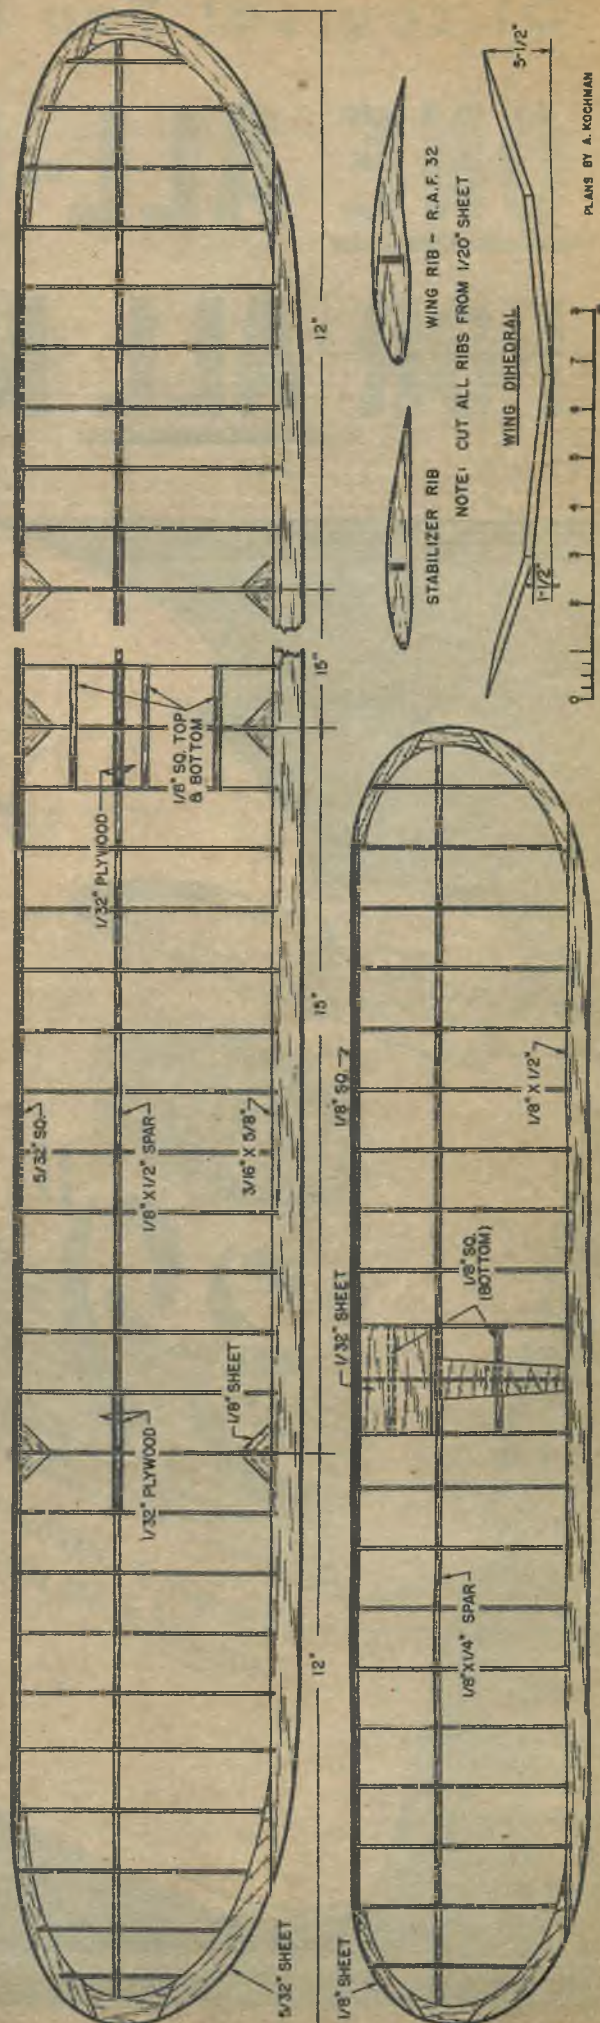 12"
15"
15"
12"
1/32" PLYWOOD
1/8" SQ. TOP
& BOTTOM
5/32" SQ.
1/8" X 1/2" SPAR
3/16" X 5/8"
1/32" PLYWOOD
1/8" SHEET
5/32" SHEET
WING RIB - R.A.F. 32
STABILIZER RIB
NOTE: CUT ALL RIBS FROM 1/20" SHEET
5-1/2"
WING DIHEDRAL
1-1/2"
0 1 2 3 4 5 6 7 8
PLANS BY A. KOCHMAN
1/8" SQ.
1/8" X 1/2"
1/32" SHEET
1/8" SQ.
(BOTTOM)
1/8" X 1/4" SPAR
1/8" SHEET